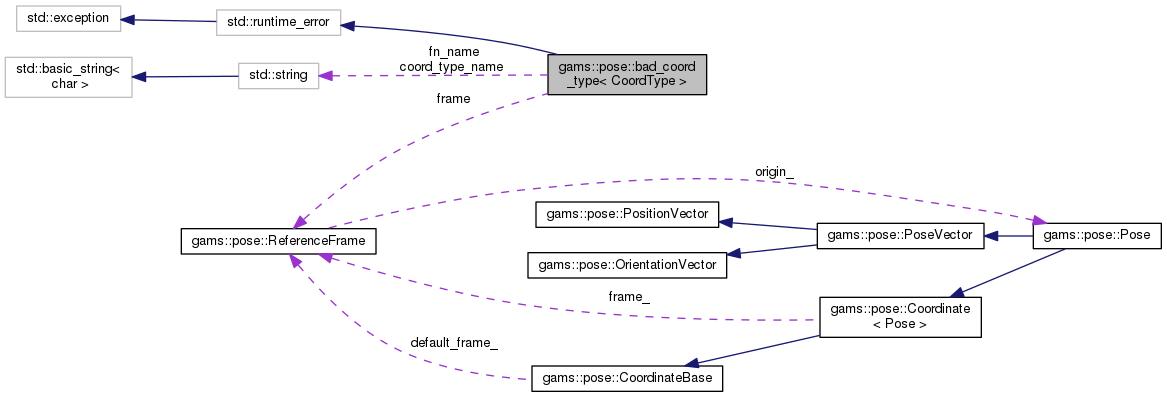 std::exception
std::runtime_error
std::basic_string<
char >
std::string
fn_name
coord_type_name
gams::pose::bad_coord
_type< CoordType >
frame
origin_
gams::pose::PositionVector
gams::pose::ReferenceFrame
gams::pose::PoseVector
gams::pose::Pose
gams::pose::OrientationVector
frame_
gams::pose::Coordinate
< Pose >
default_frame_
gams::pose::CoordinateBase